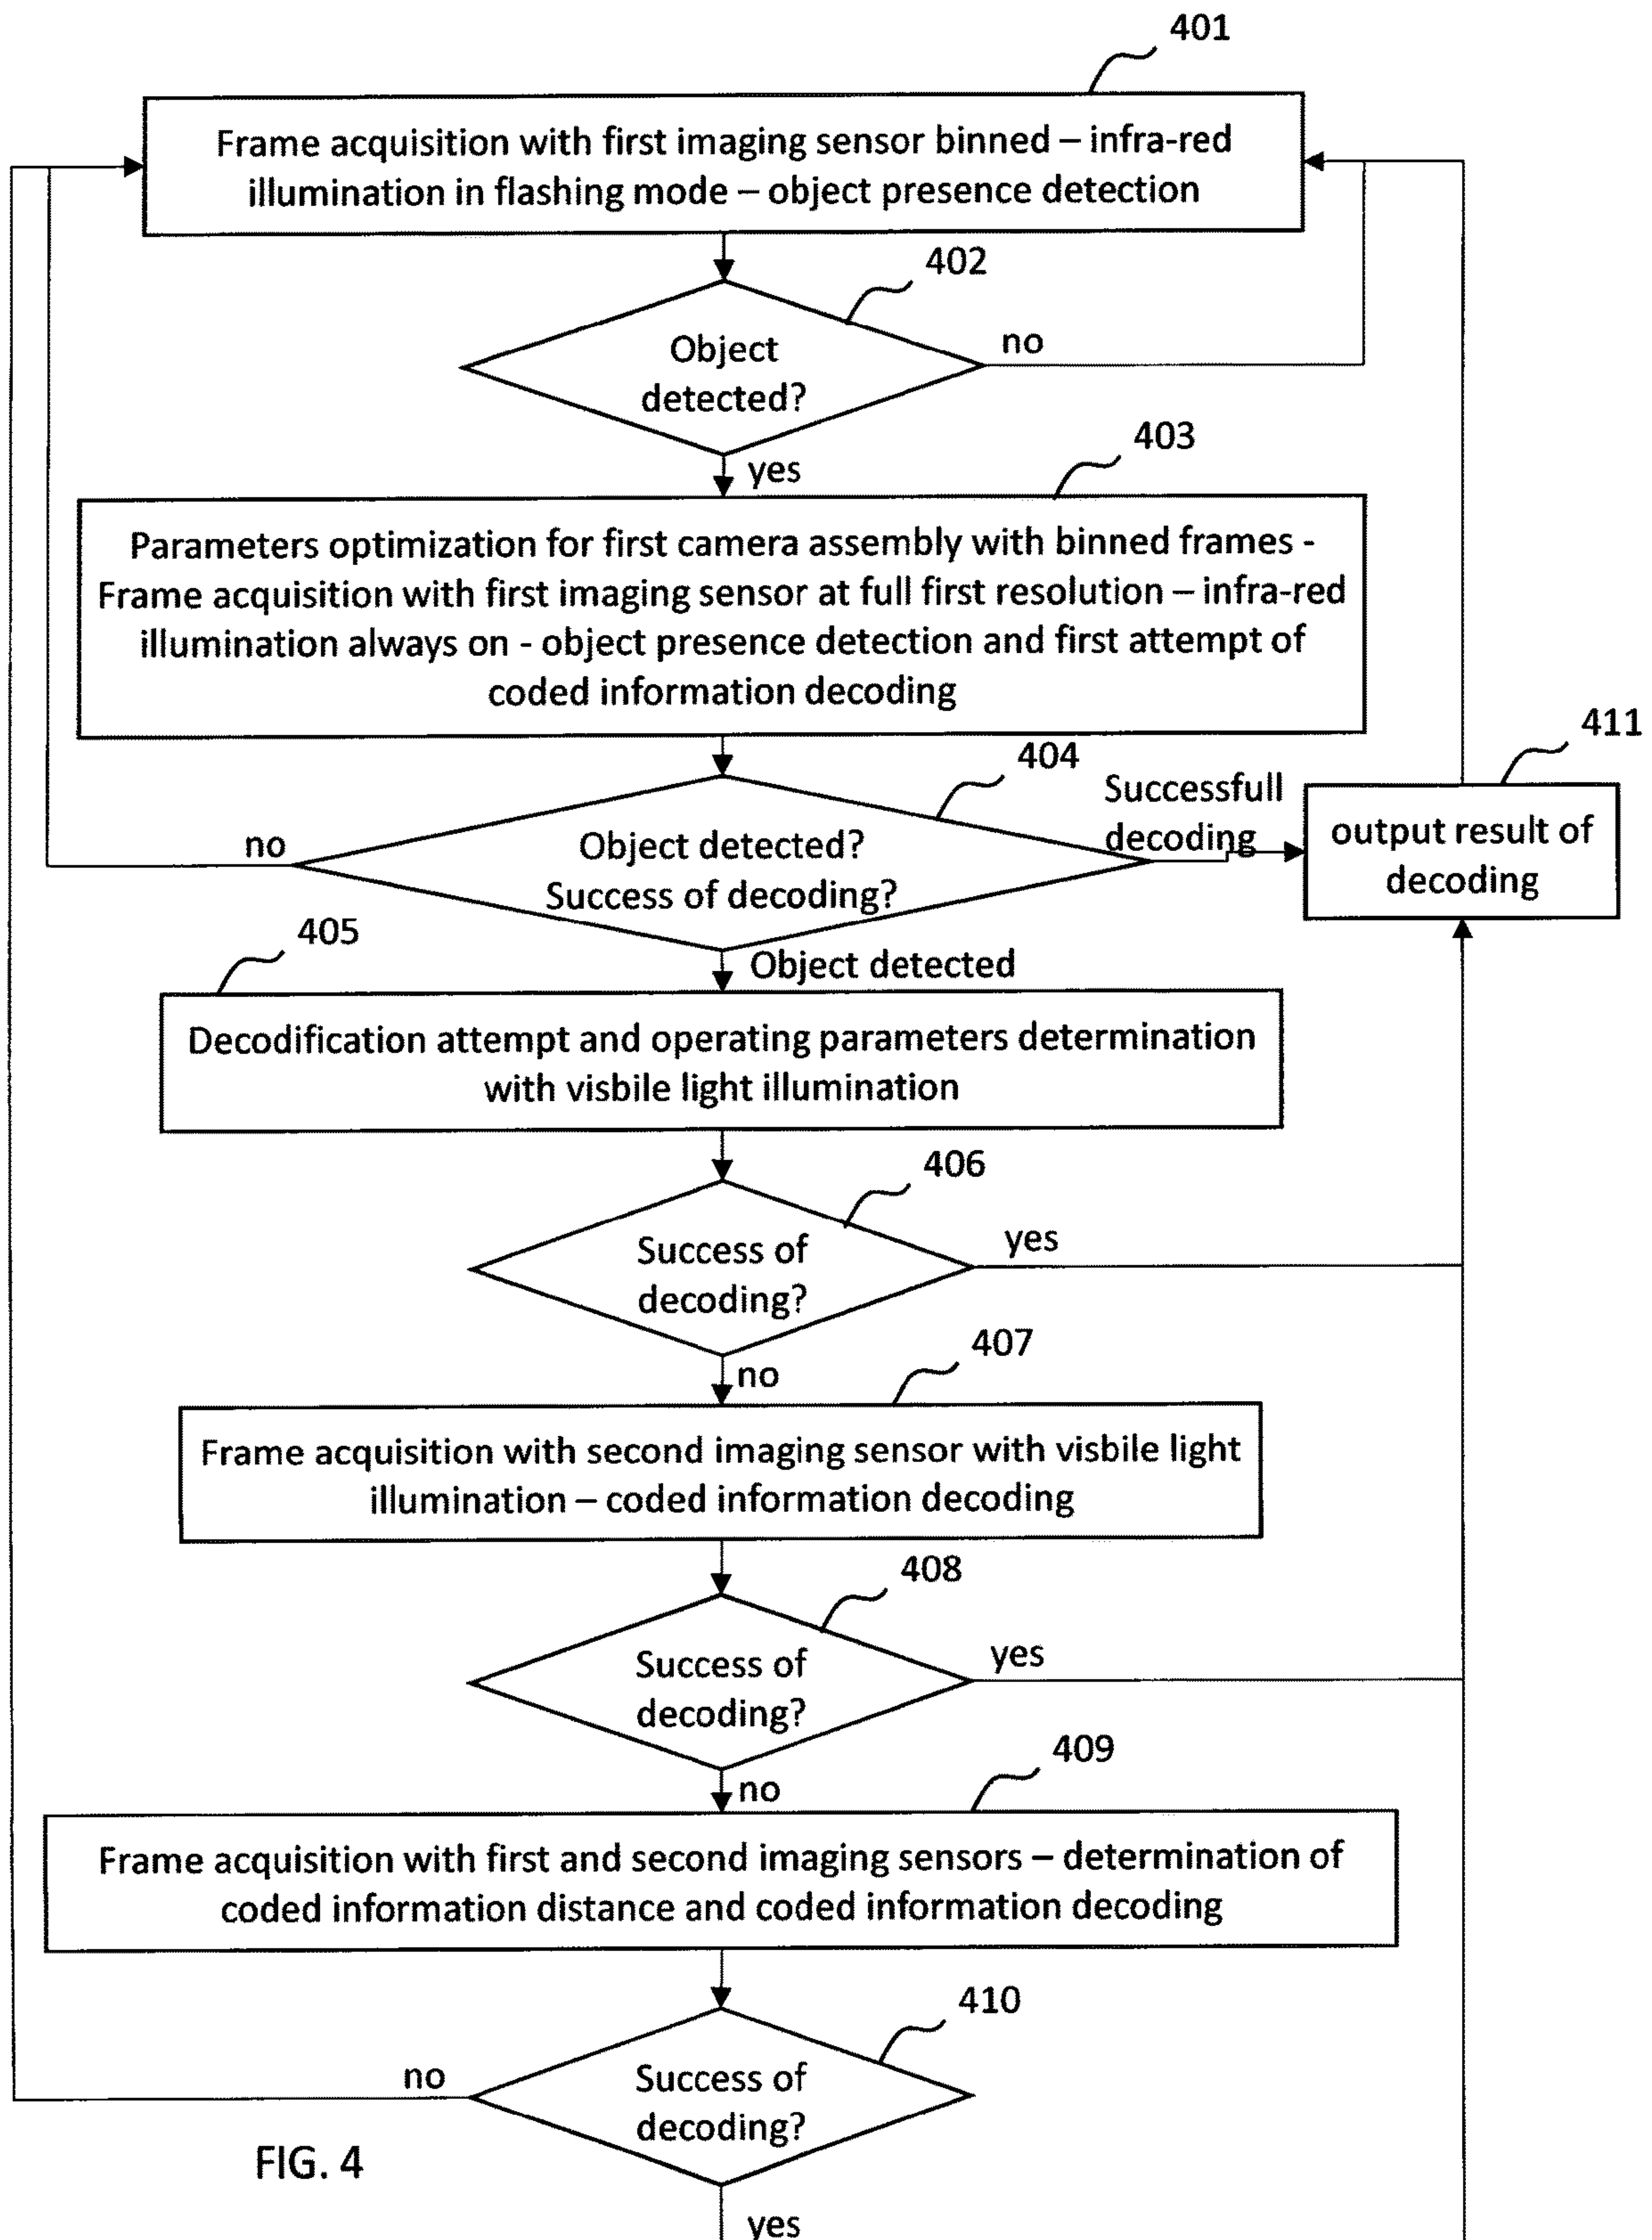 401
Frame acquisition with first imaging sensor binned – infra-red
illumination in flashing mode – object presence detection
402
Object
detected?
no
yes
403
Parameters optimization for first camera assembly with binned frames -
Frame acquisition with first imaging sensor at full first resolution – infra-red
illumination always on - object presence detection and first attempt of
coded information decoding
404
Object detected?
Success of decoding?
no
Successfull
decoding
411
output result of
decoding
Object detected
405
Decodification attempt and operating parameters determination
with visbile light illumination
406
Success of
decoding?
yes
no
407
Frame acquisition with second imaging sensor with visbile light
illumination – coded information decoding
408
Success of
decoding?
yes
no
409
Frame acquisition with first and second imaging sensors – determination of
coded information distance and coded information decoding
410
Success of
decoding?
no
yes
FIG. 4